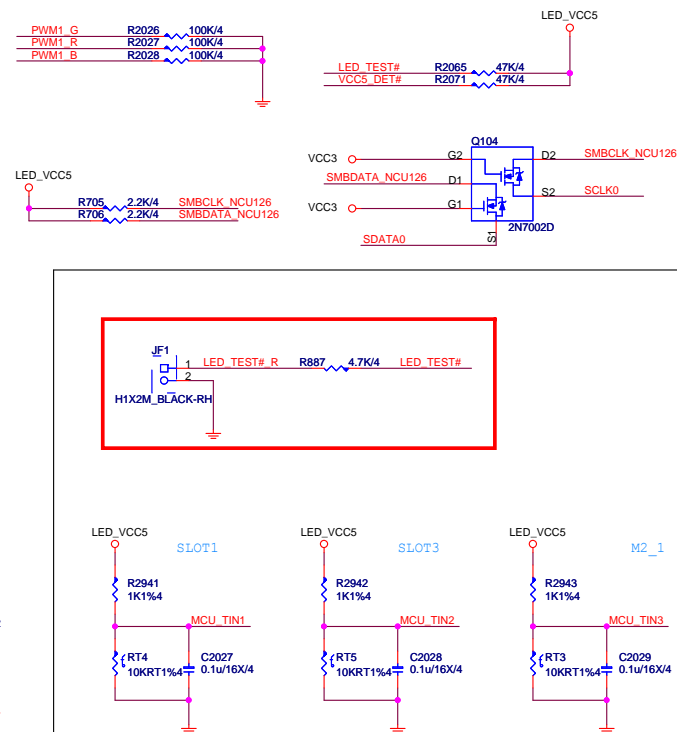 LED_VCC5
PWM1_G R2026 100K/4
PWM1_R R2027 100K/4
PWM1_B R2028 100K/4
LED_TEST# R2065 47K/4
VCC5_DET# R2071 47K/4
Q104
VCC3 G2 D2 SMBCLK_NCU126
SMBDATA_NCU126 D1 S2 SCLK0
VCC3 G1
2N7002D
S1
SDATA0
LED_VCC5
R705 2.2K/4 SMBCLK_NCU126
R706 2.2K/4 SMBDATA_NCU126
JF1
1 LED_TEST#_R R887 4.7K/4 LED_TEST#
2
H1X2M_BLACK-RH
LED_VCC5 SLOT1
R2941
1K1%4
MCU_TIN1
RT4
10KRT1%4
C2027
0.1u/16X/4
LED_VCC5 SLOT3
R2942
1K1%4
MCU_TIN2
RT5
10KRT1%4
C2028
0.1u/16X/4
LED_VCC5 M2_1
R2943
1K1%4
MCU_TIN3
RT3
10KRT1%4
C2029
0.1u/16X/4